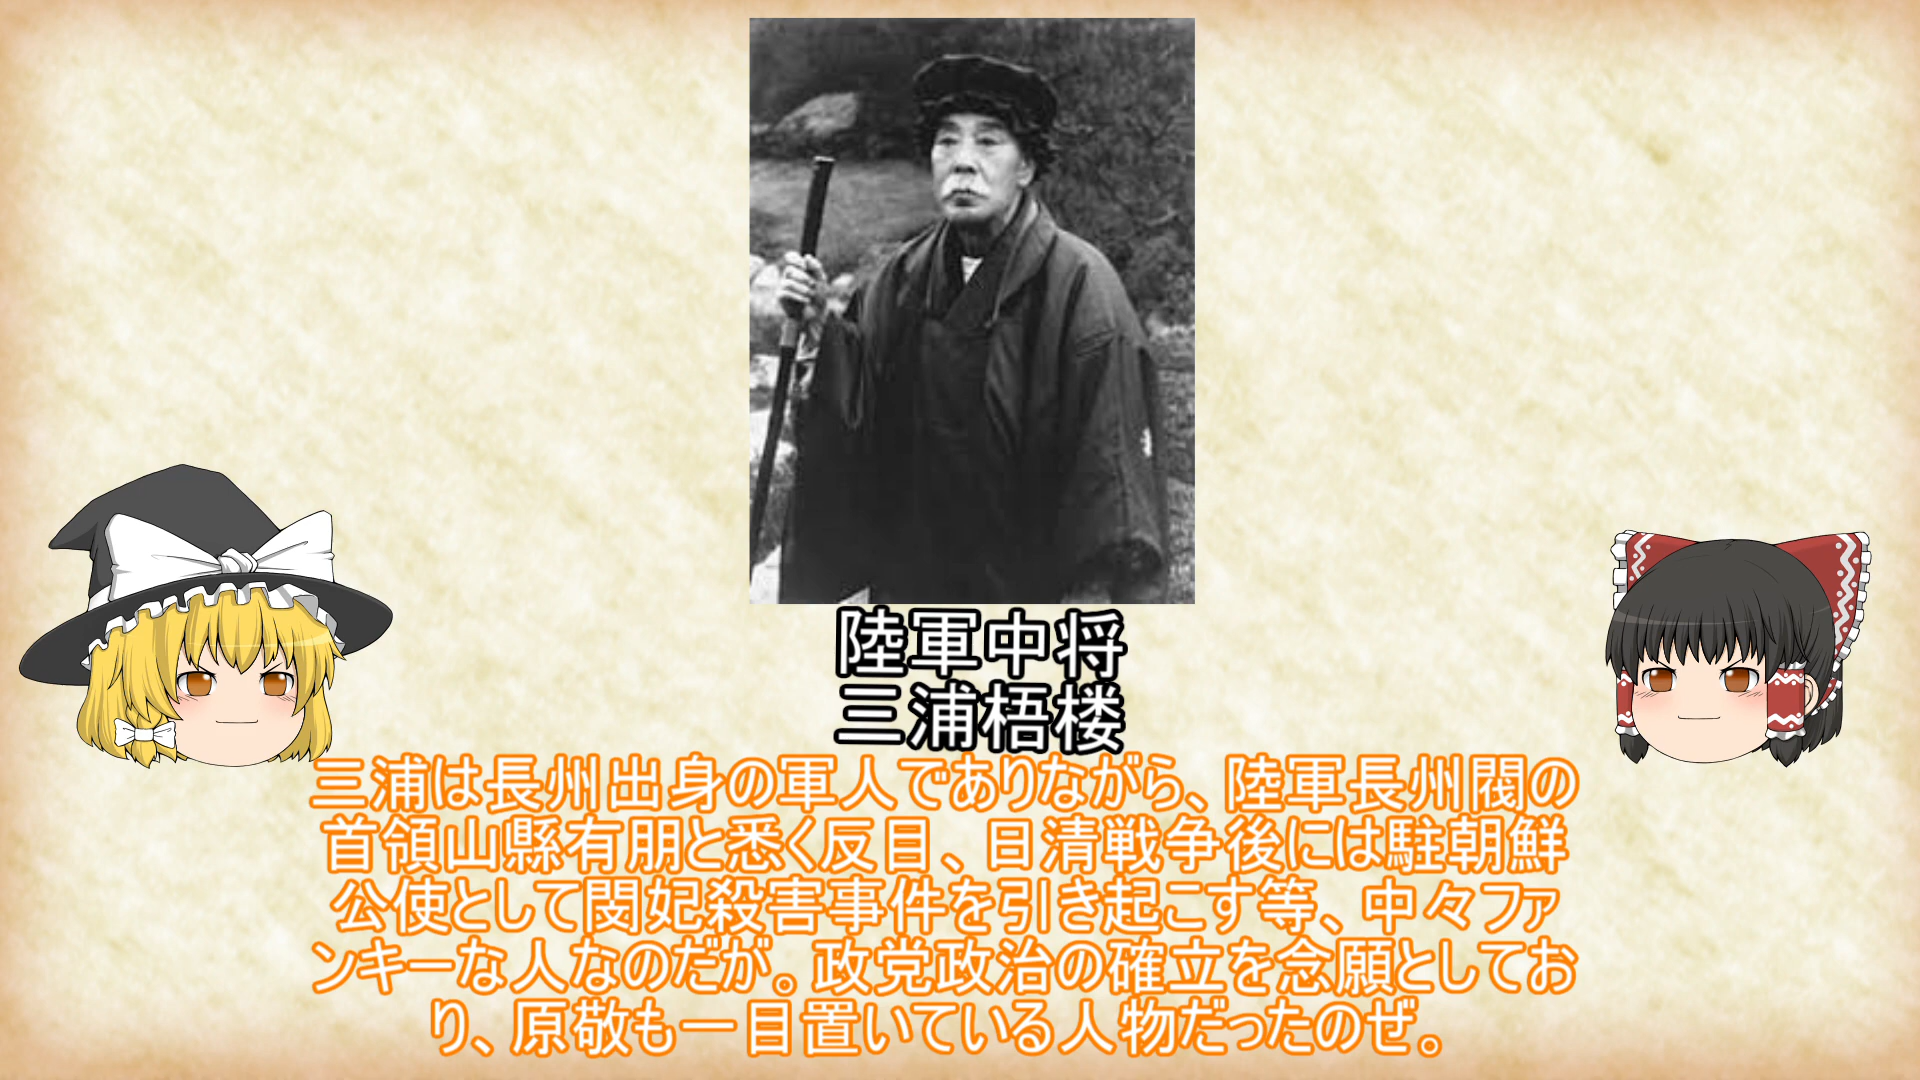 陸軍中将
三浦梧楼
三浦は長州出身の軍人でありながら、陸軍長州閥の
首領山縣有朋と悉く反目、日清戦争後には駐朝鮮
公使として閔妃殺害事件を引き起こす等、中々ファ
ンキーな人なのだが。政党政治の確立を念願としてお
り、原敬も一目置いている人物だったのぜ。